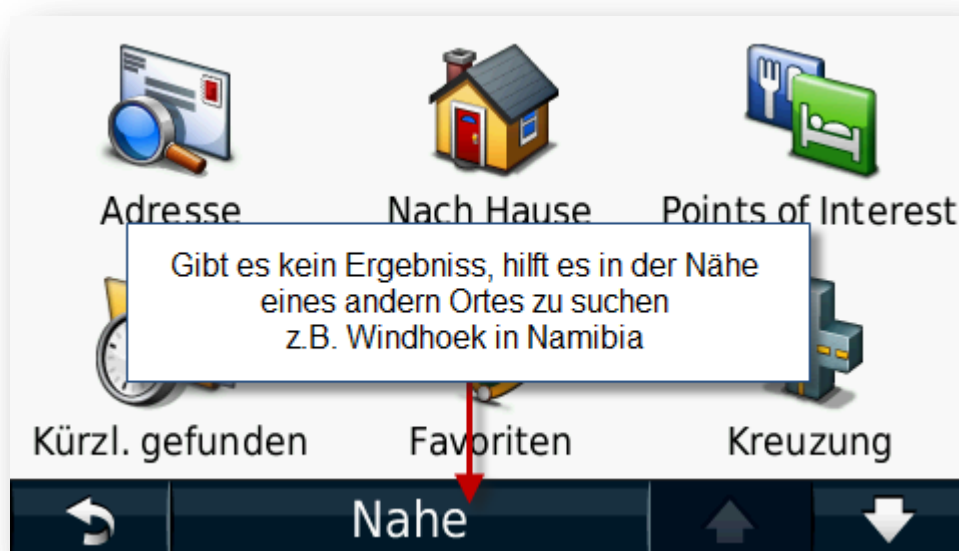 Adresse
Nach Hause
Points of Interest
Gibt es kein Ergebniss, hilft es in der Nähe
eines andern Ortes zu suchen
z.B. Windhoek in Namibia
Kürzl. gefunden
Favoriten
Kreuzung
Nahe